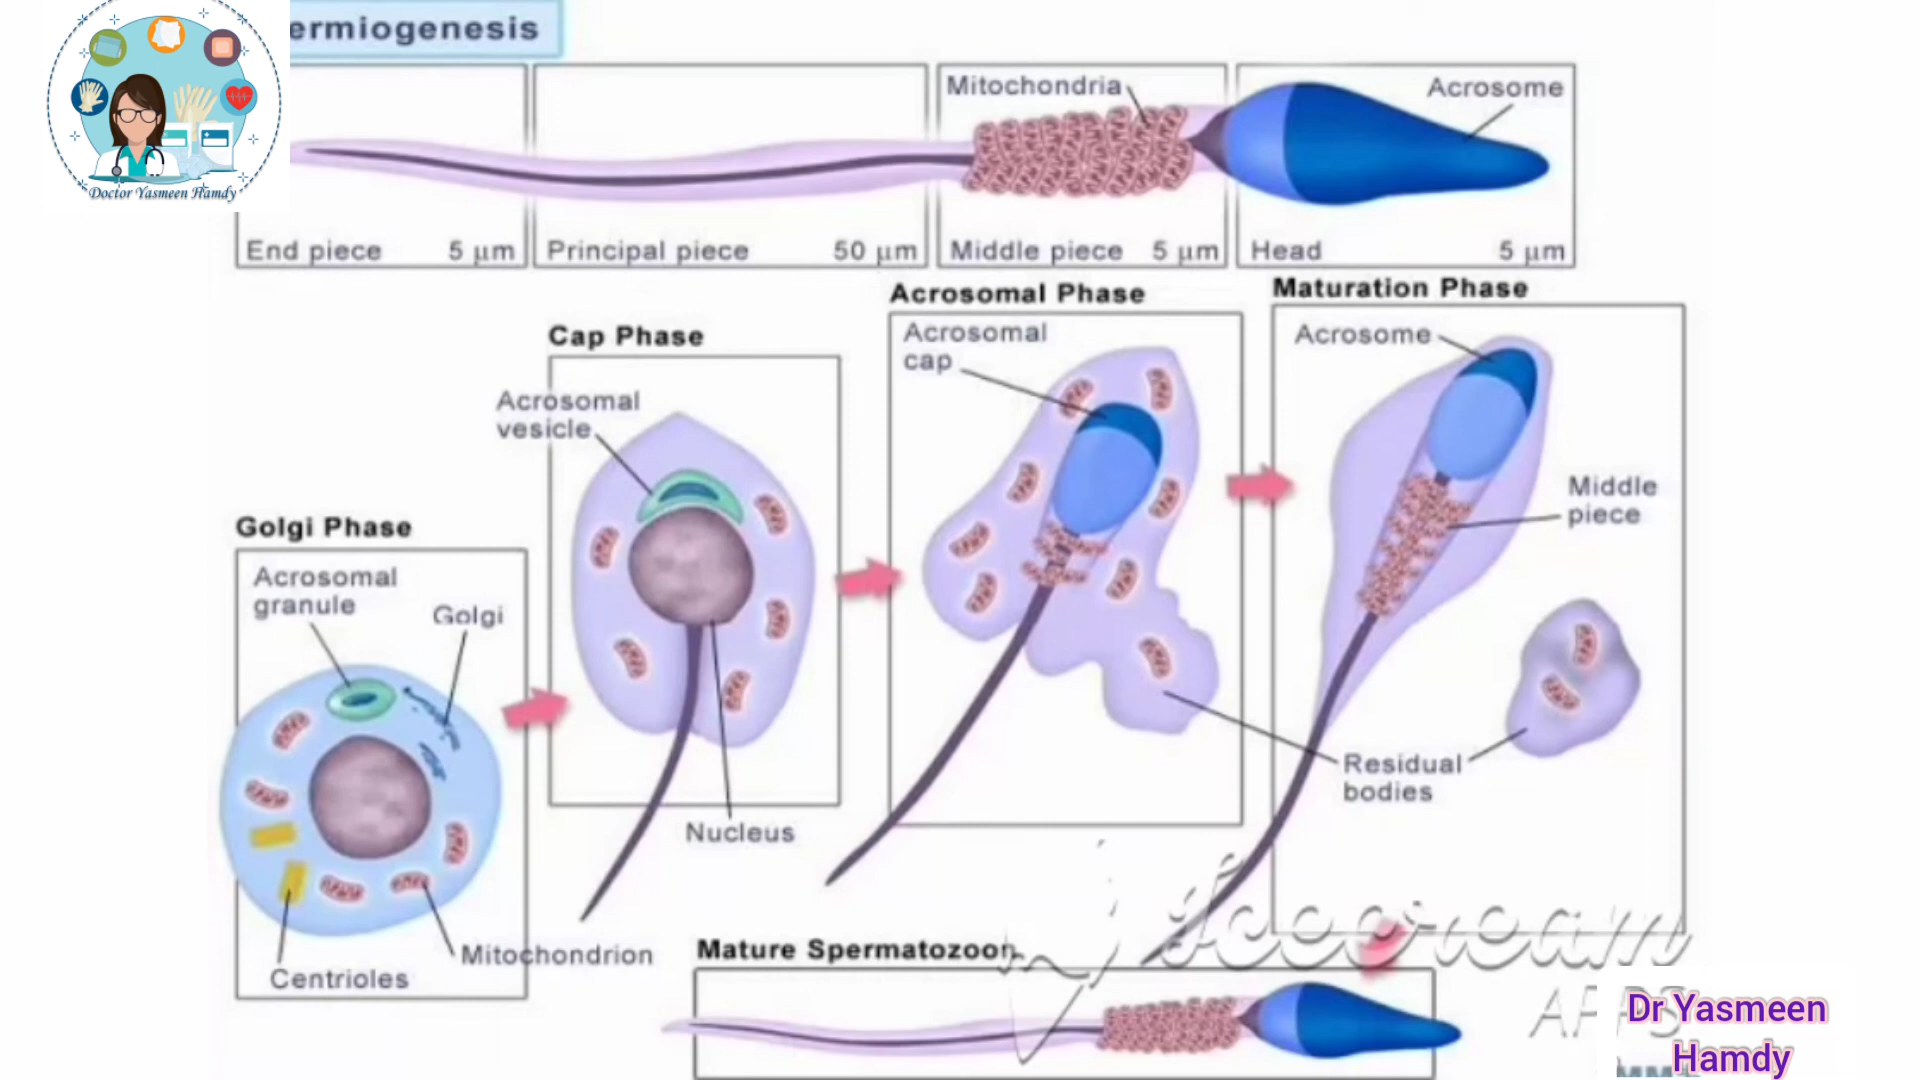 ermiogenesis
Doctor Yasmeen Hamdy
Mitochondria
Acrosome
End piece 5 µm
Principal piece 50 µm
Middle piece 5 µm
Head 5 µm
Golgi Phase
Acrosomal
granule
Golgi
Centrioles
Mitochondrion
Cap Phase
Acrosomal
vesicle
Nucleus
Acrosomal Phase
Acrosomal
cap
Maturation Phase
Acrosome
Middle
piece
Residual
bodies
Mature Spermatozoon
Icecream
APPS
Dr Yasmeen
Hamdy